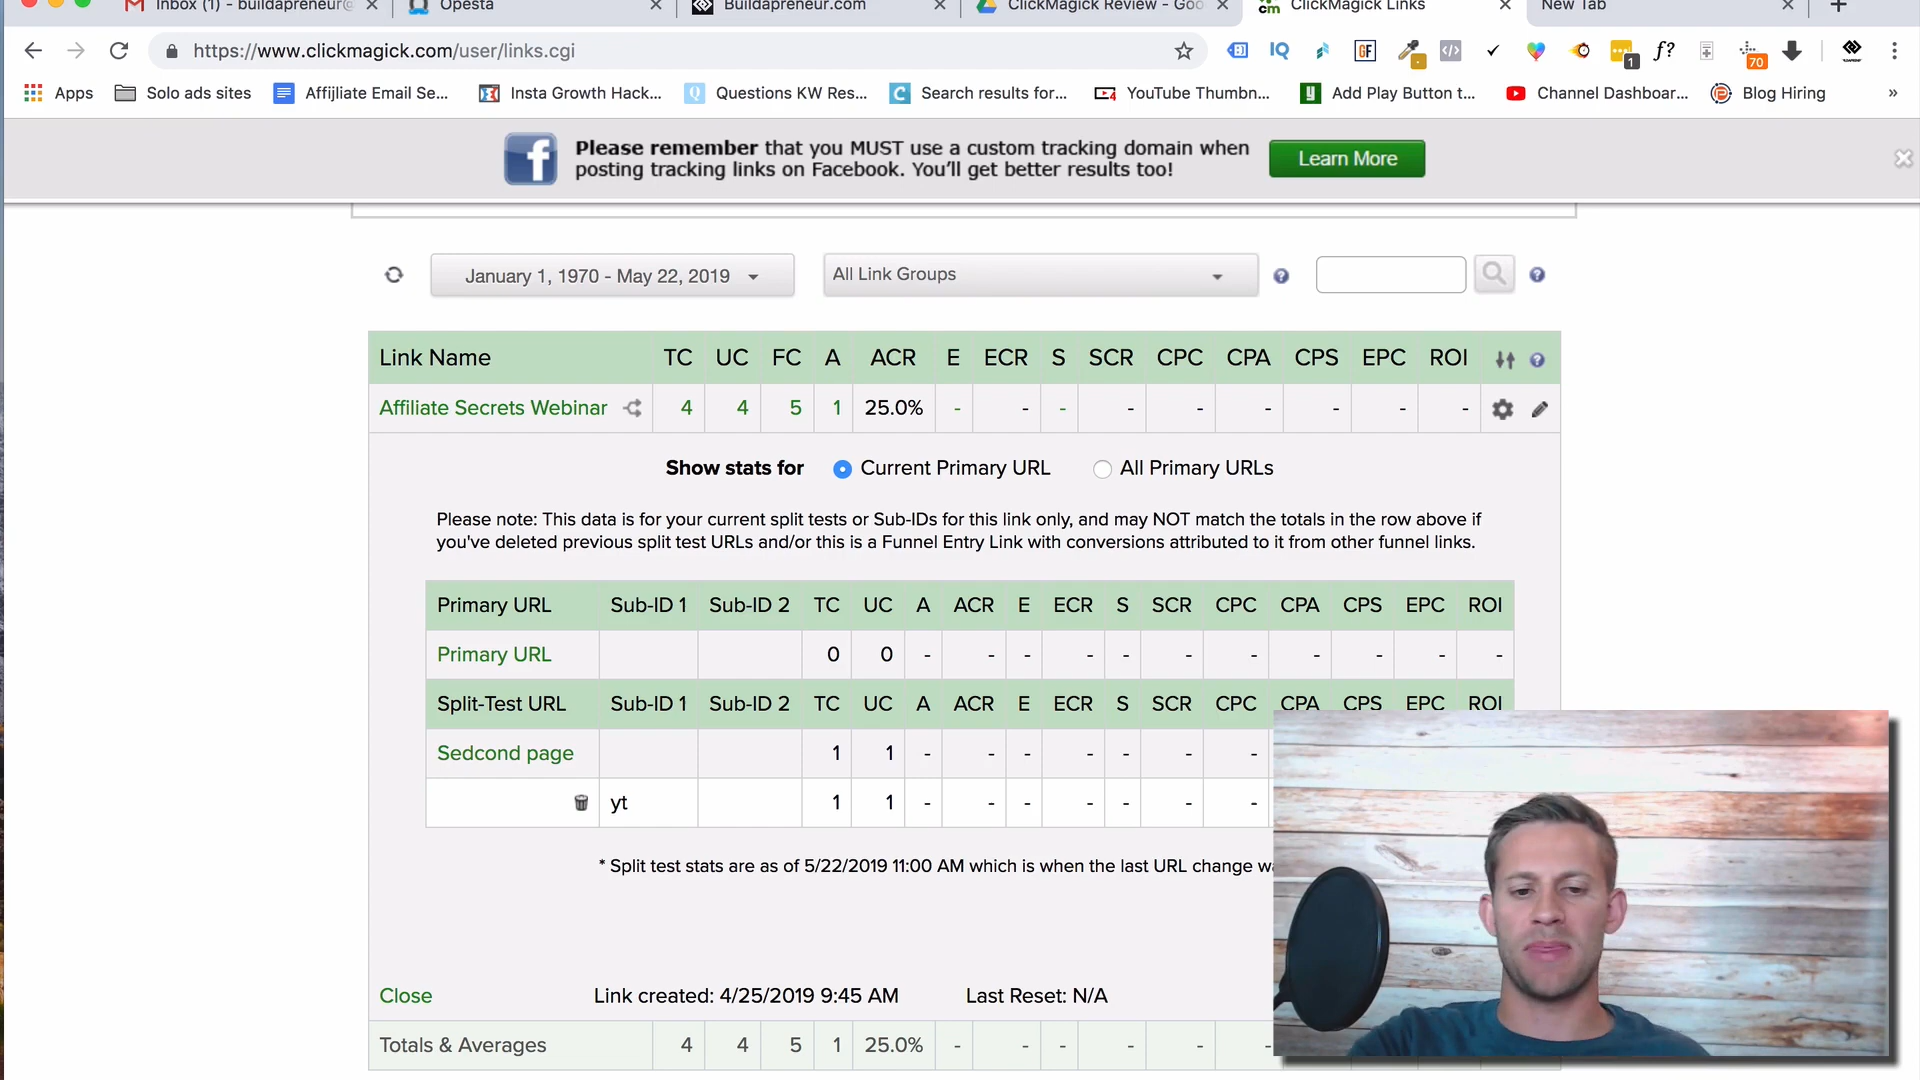 Inbox (1) - buildapreneur@
Opesta
Buildapreneur.com
ClickMagick Review - Goo
cm ClickMagick Links
New Tab
https://www.clickmagick.com/user/links.cgi
IQ
GF
1
f?
70
Apps
Solo ads sites
Affijliate Email Se...
Insta Growth Hack...
Questions KW Res...
Search results for...
YouTube Thumbn...
Add Play Button t...
Channel Dashboar...
Blog Hiring
»
Please remember that you MUST use a custom tracking domain when
posting tracking links on Facebook. You'll get better results too!
Learn More
January 1, 1970 - May 22, 2019
All Link Groups
Link Name TC UC FC A ACR E ECR S SCR CPC CPA CPS EPC ROI
Affiliate Secrets Webinar 4 4 5 1 25.0% - - - - - - - - -
Show stats for Current Primary URL All Primary URLs
Please note: This data is for your current split tests or Sub-IDs for this link only, and may NOT match the totals in the row above if
you've deleted previous split test URLs and/or this is a Funnel Entry Link with conversions attributed to it from other funnel links.
Primary URL Sub-ID 1 Sub-ID 2 TC UC A ACR E ECR S SCR CPC CPA CPS EPC ROI
Primary URL 0 0 - - - - - - - - - - -
Split-Test URL Sub-ID 1 Sub-ID 2 TC UC A ACR E ECR S SCR CPC CPA CPS EPC ROI
Sedcond page 1 1 - - - - - - -
yt 1 1 - - - - - - -
* Split test stats are as of 5/22/2019 11:00 AM which is when the last URL change
Close Link created: 4/25/2019 9:45 AM Last Reset: N/A
Totals & Averages 4 4 5 1 25.0% - - - - - -